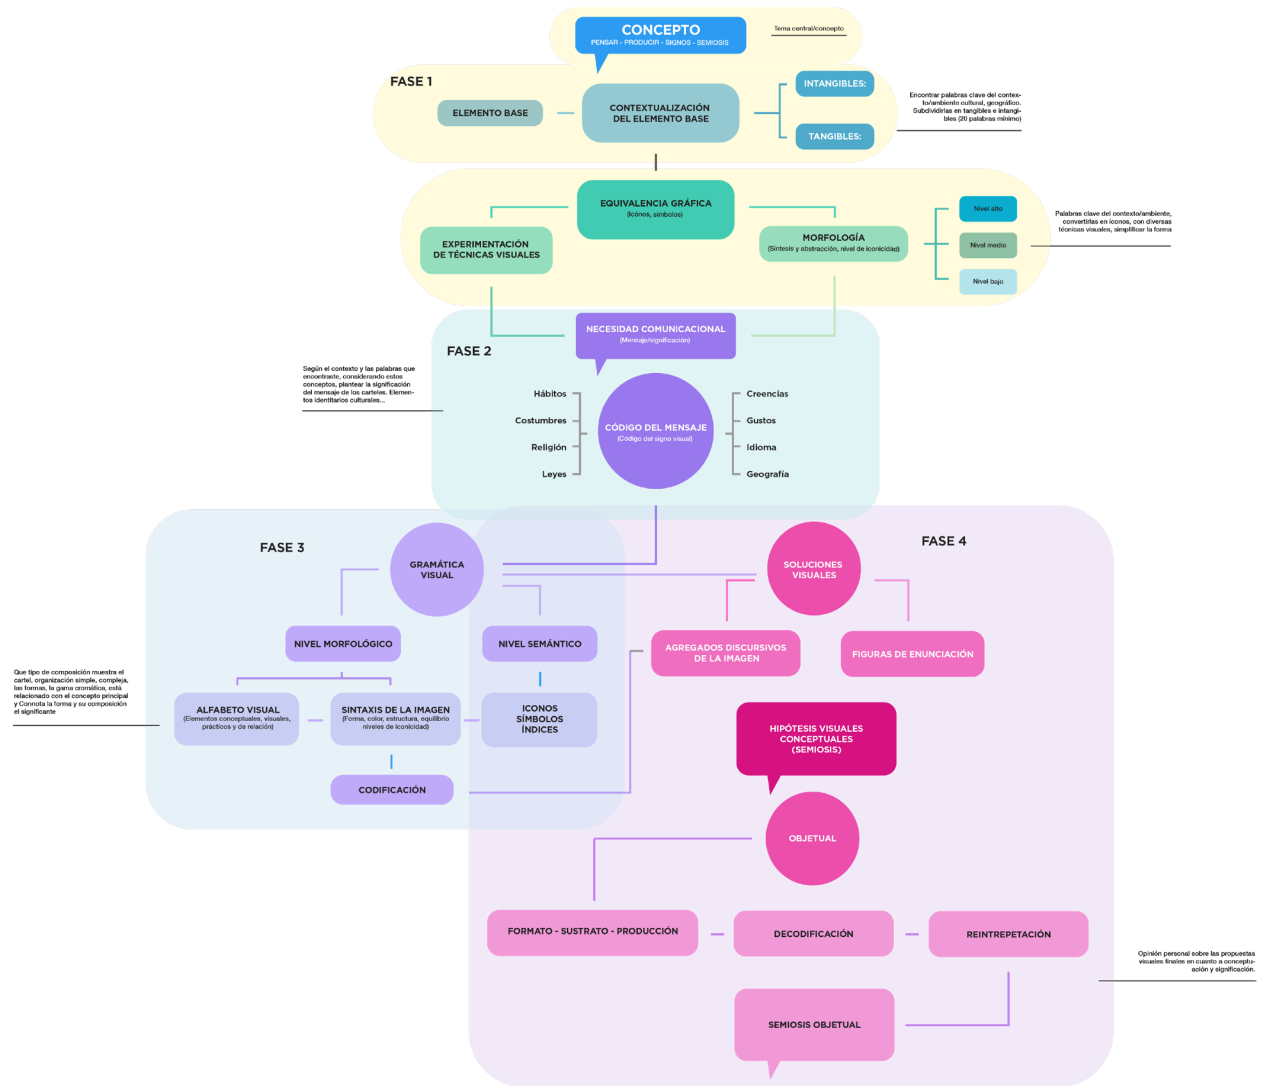 CONCEPTO
PENSAR - PRODUCIR - SIGNOS - SEMIOSIS
Tema central/concepto
FASE 1
ELEMENTO BASE
CONTEXTUALIZACIÓN
DEL ELEMENTO BASE
INTANGIBLES:
TANGIBLES:
Encontrar palabras clave del contex-
to/ambiente cultural, geográfico.
Subdividirlas en tangibles e intangi-
bles (20 palabras mínimo)
EQUIVALENCIA GRÁFICA
(Icónos, símbolos)
EXPERIMENTACIÓN
DE TÉCNICAS VISUALES
MORFOLOGÍA
(Síntesis y abstracción, nivel de iconicidad)
Nivel alto
Nivel medio
Nivel bajo
Palabras clave del contexto/ambiente,
convertirlas en íconos, con diversas
técnicas visuales, simplificar la forma
FASE 2
NECESIDAD COMUNICACIONAL
(Mensaje/significación)
Según el contexto y las palabras que
encontraste, considerando estos
conceptos, plantear la significación
del mensaje de los carteles. Elemen-
tos identitarios culturales...
Hábitos
Costumbres
Religión
Leyes
CÓDIGO DEL MENSAJE
(Código del signo visual)
Creencias
Gustos
Idioma
Geografía
FASE 3
GRAMÁTICA
VISUAL
NIVEL MORFOLÓGICO
NIVEL SEMÁNTICO
Que tipo de composición muestra el
cartel, organización simple, compleja,
las formas, la gama cromática, está
relacionado con el concepto principal
y Connota la forma y su composición
el significante
ALFABETO VISUAL
(Elementos conceptuales, visuales,
prácticos y de relación)
SINTAXIS DE LA IMAGEN
(Forma, color, estructura, equilibrio
niveles de iconicidad)
ICONOS
SÍMBOLOS
ÍNDICES
CODIFICACIÓN
FASE 4
SOLUCIONES
VISUALES
AGREGADOS DISCURSIVOS
DE LA IMAGEN
FIGURAS DE ENUNCIACIÓN
HIPÓTESIS VISUALES
CONCEPTUALES
(SEMIOSIS)
OBJETUAL
FORMATO - SUSTRATO - PRODUCCIÓN
DECODIFICACIÓN
REINTREPETACIÓN
Opinión personal sobre las propuestas
visuales finales en cuanto a conceptu-
ación y significación.
SEMIOSIS OBJETUAL